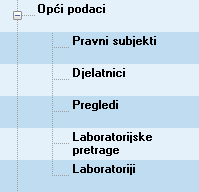 Opći podaci
Pravni subjekti
Djelatnici
Pregledi
Laboratorijske
pretrage
Laboratoriji